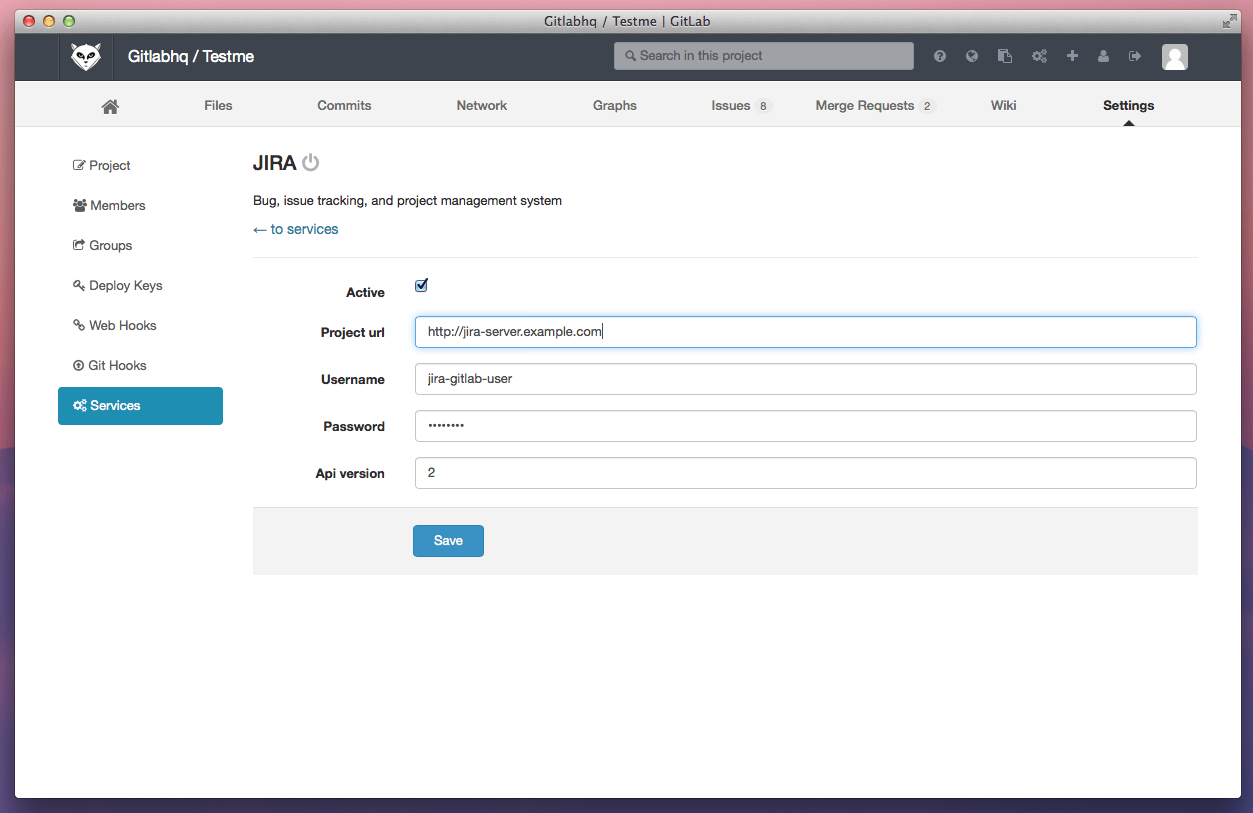 Gitlabhq / Testme | GitLab
Gitlabhq / Testme
Search in this project
Files Commits Network Graphs Issues 8 Merge Requests 2 Wiki Settings
Project
Members
Groups
Deploy Keys
Web Hooks
Git Hooks
Services
JIRA
Bug, issue tracking, and project management system
← to services
Active
Project url http://jira-server.example.com
Username jira-gitlab-user
Password ••••••••
Api version 2
Save